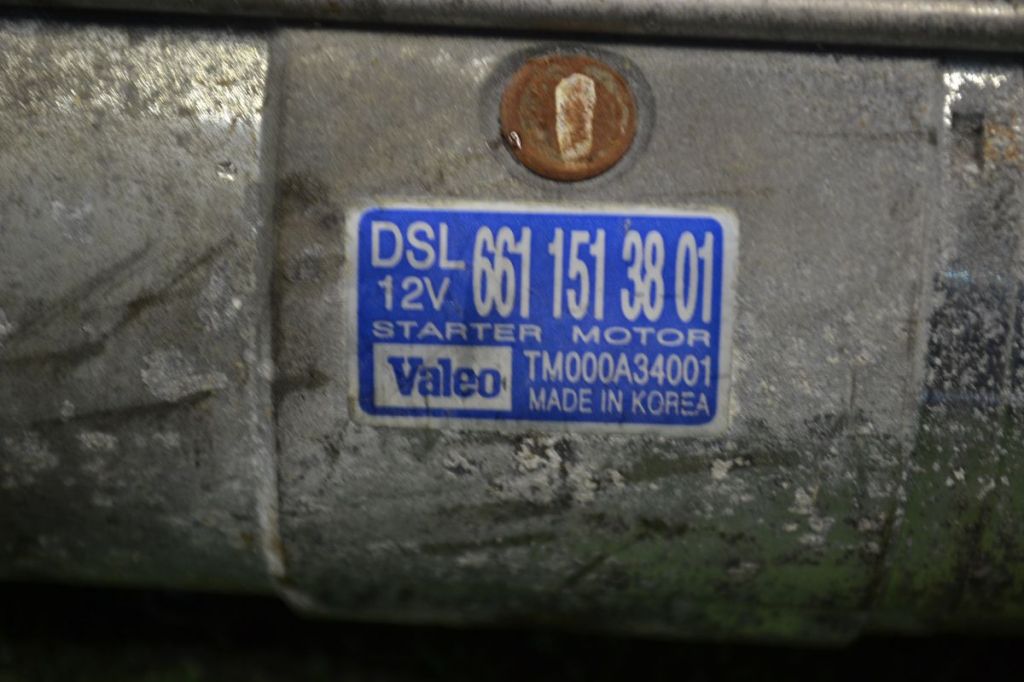 DSL 661 151 38 01
12V
STARTER MOTOR
Valeo TM000A34001
MADE IN KOREA